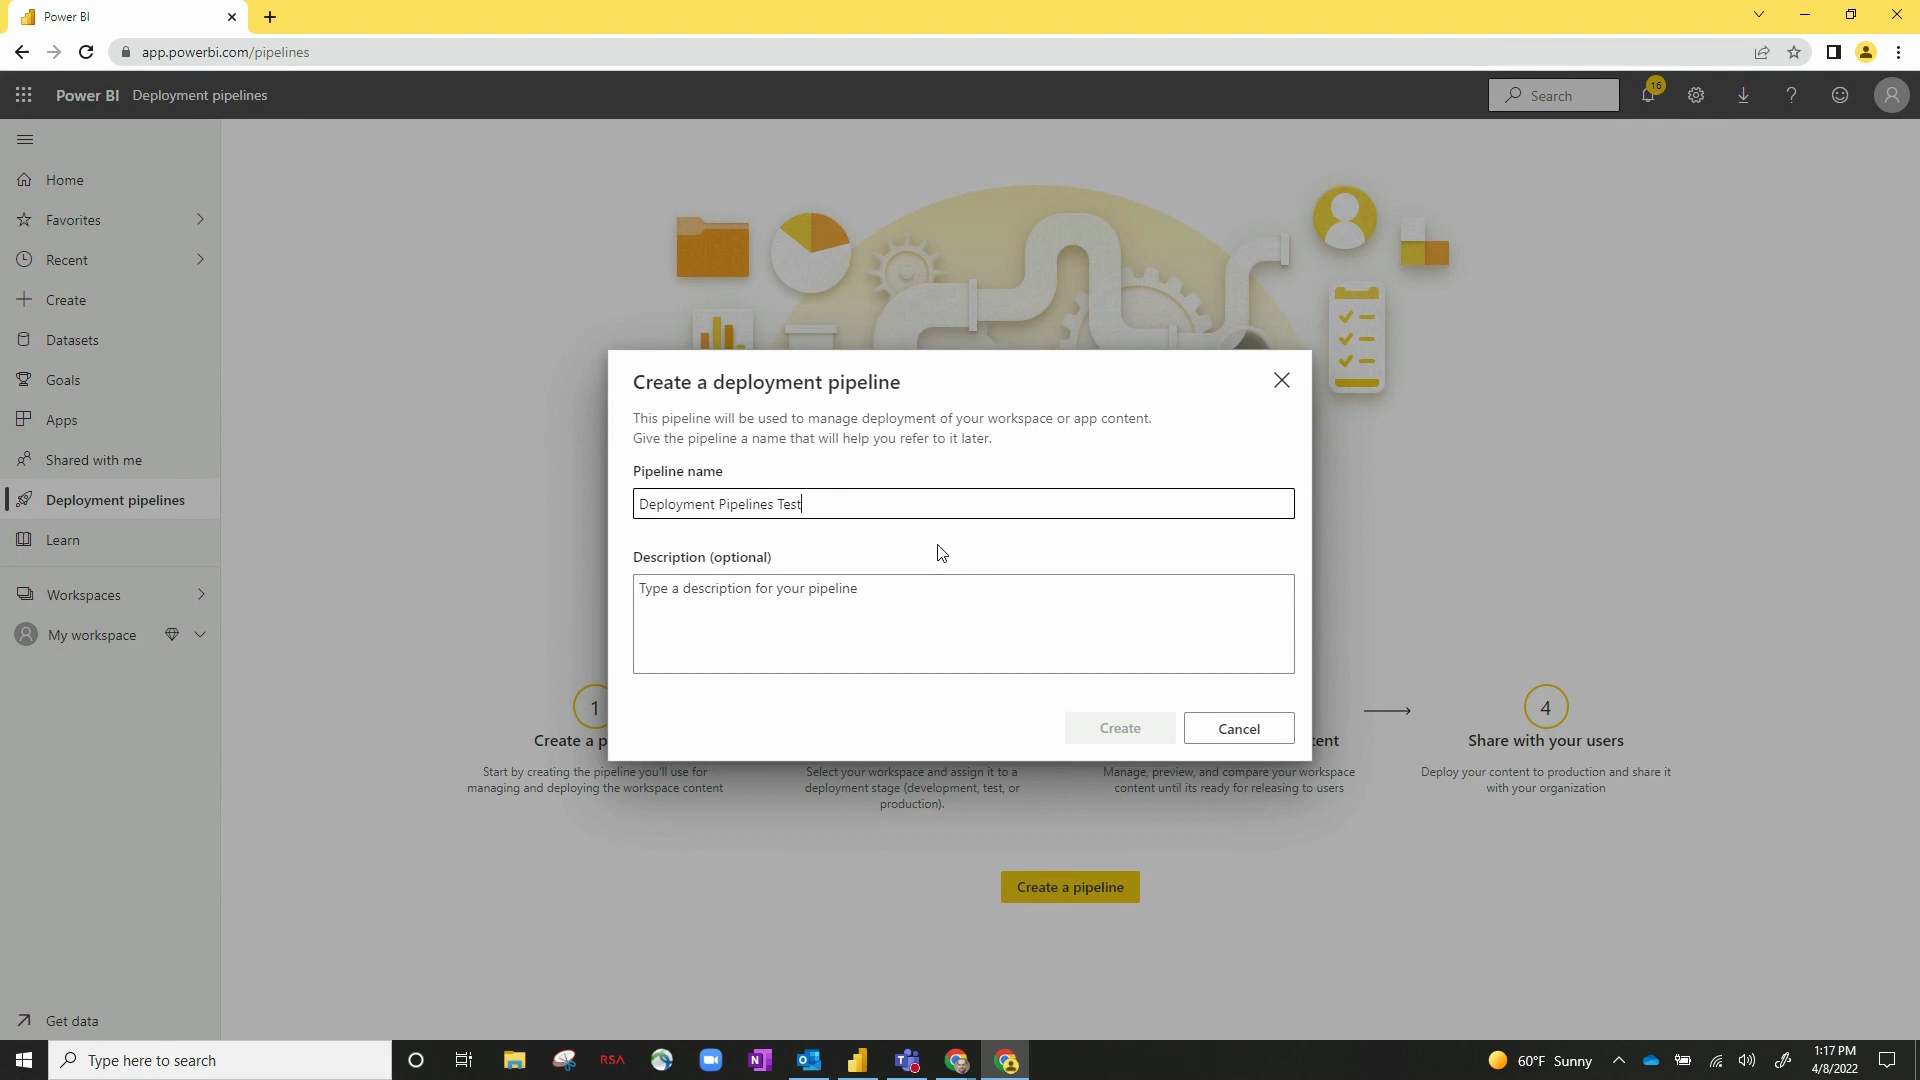 Power BI
app.powerbi.com/pipelines
Power BI Deployment pipelines
Search
16
Home
Favorites
Recent
Create
Datasets
Goals
Apps
Shared with me
Deployment pipelines
Learn
Workspaces
My workspace
Get data
Create a deployment pipeline
This pipeline will be used to manage deployment of your workspace or app content.
Give the pipeline a name that will help you refer to it later.
Pipeline name
Deployment Pipelines Test
Description (optional)
Type a description for your pipeline
Create
Cancel
1
Create a p
Start by creating the pipeline you'll use for
managing and deploying the workspace content
Select your workspace and assign it to a
deployment stage (development, test, or
production).
ent
Manage, preview, and compare your workspace
content until its ready for releasing to users
4
Share with your users
Deploy your content to production and share it
with your organization
Create a pipeline
Type here to search
RSA
60°F Sunny
1:17 PM
4/8/2022